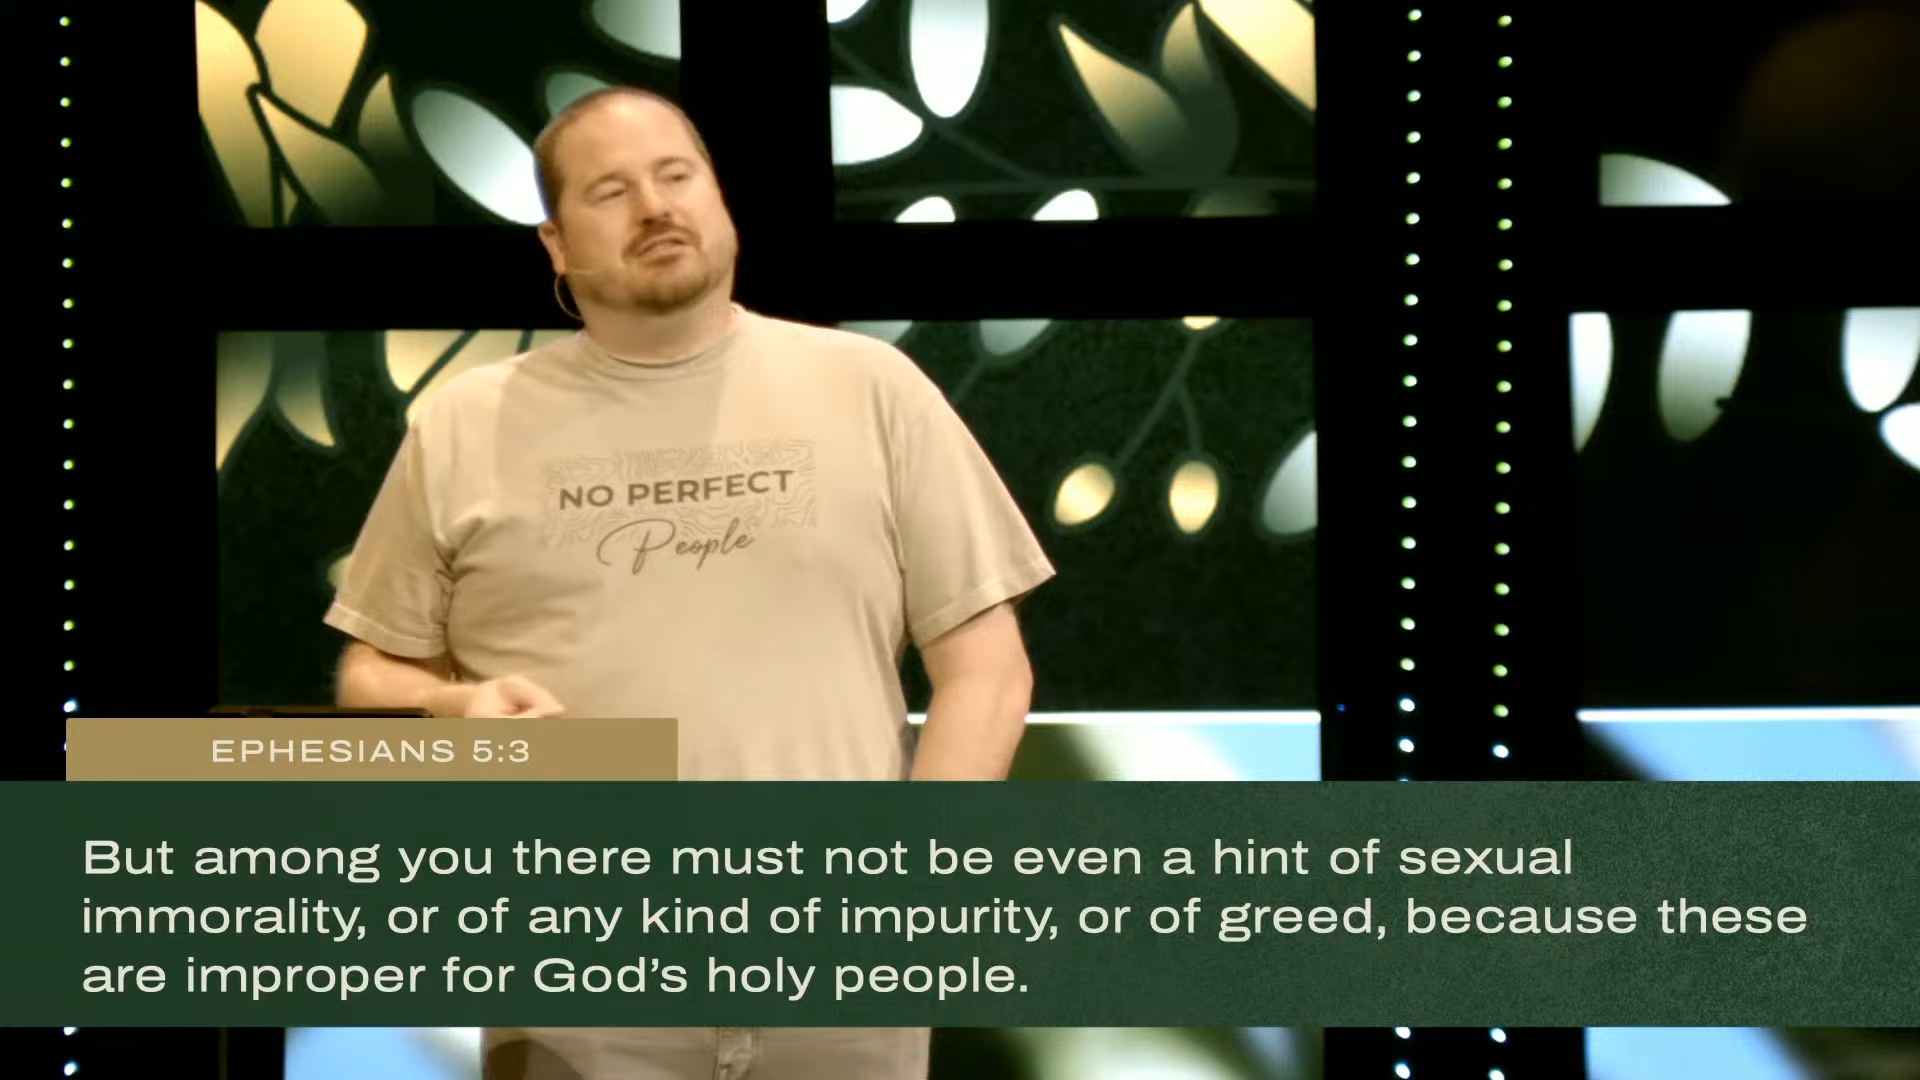 NO PERFECT
People
EPHESIANS 5:3
But among you there must not be even a hint of sexual
immorality, or of any kind of impurity, or of greed, because these
are improper for God’s holy people.